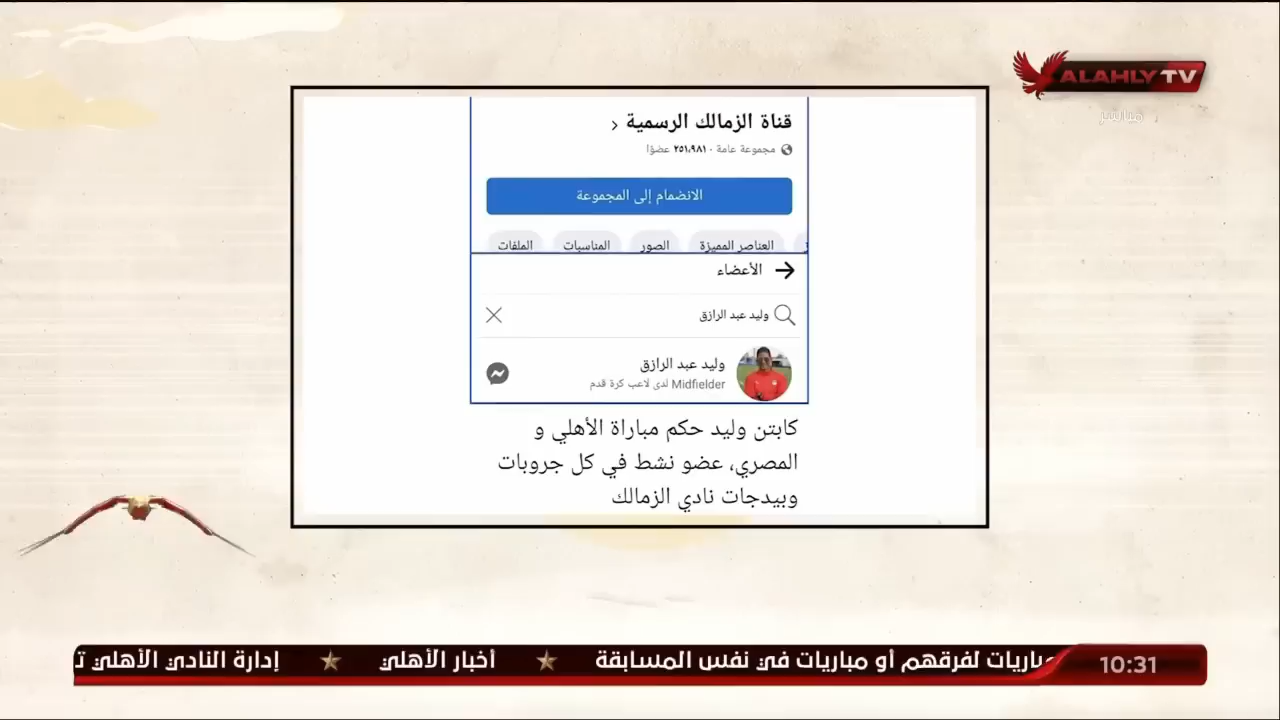 ALAHLY TV
مباشر
قناة الزمالك الرسمية
مجموعة عامة · ٢٥١،٩٨١ عضوًا
الانضمام إلى المجموعة
العناصر المميزة الصور المناسبات الملفات
الأعضاء
وليد عبد الرازق
وليد عبد الرازق
Midfielder لدى لاعب كرة قدم
كابتن وليد حكم مباراة الأهلي و
المصري، عضو نشط في كل جروبات
وبيدجات نادي الزمالك
10:31
لفرقهم أو مباريات في نفس المسابقة ★ أخبار الأهلي ★ إدارة النادي الأهلي